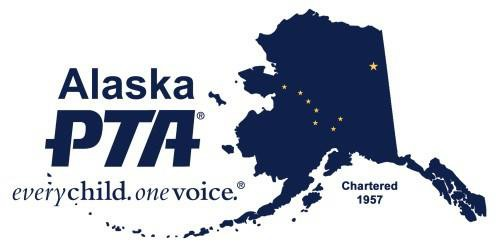 Alaska
PTA®
everychild. onevoice.®
Chartered
1957